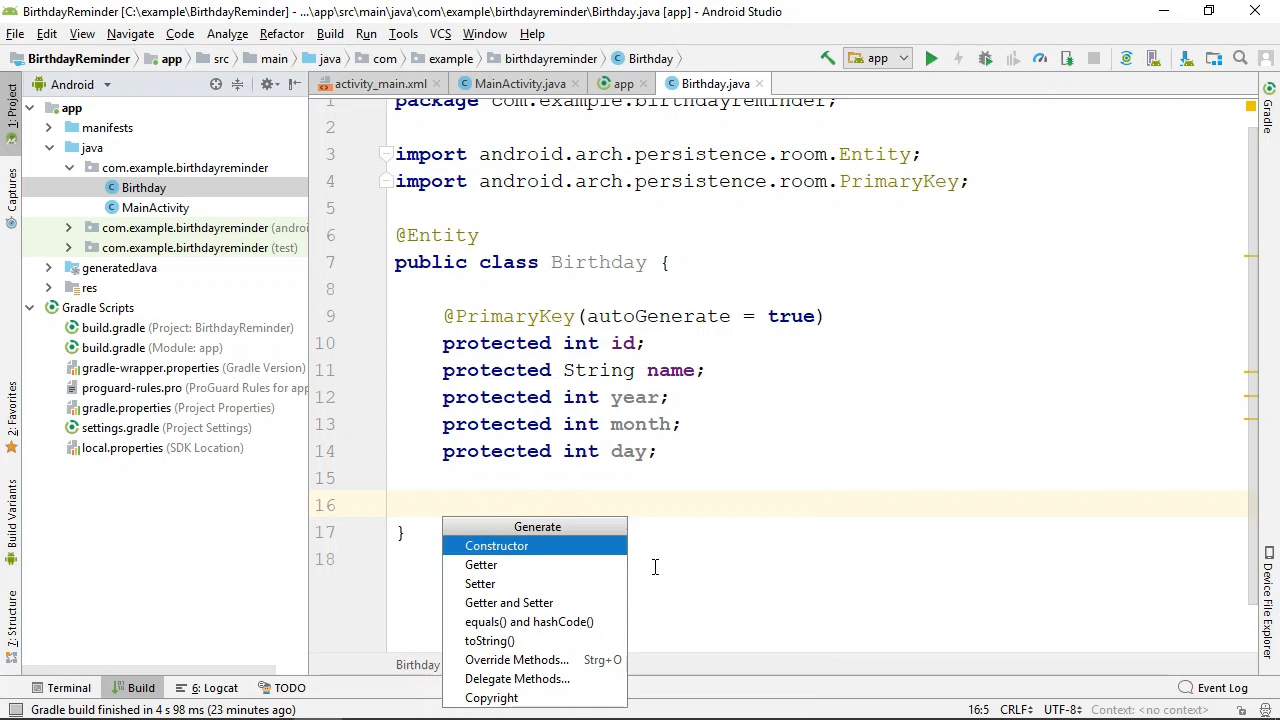 BirthdayReminder [C:\example\BirthdayReminder] - ...\app\src\main\java\com\example\birthdayreminder\Birthday.java [app] - Android Studio
File Edit View Navigate Code Analyze Refactor Build Run Tools VCS Window Help
BirthdayReminder app src main java com example birthdayreminder Birthday app
1: Project
Captures
2: Favorites
Build Variants
7: Structure
Android
app
manifests
java
com.example.birthdayreminder
Birthday
MainActivity
com.example.birthdayreminder (andro
com.example.birthdayreminder (test)
generatedJava
res
Gradle Scripts
build.gradle (Project: BirthdayReminder)
build.gradle (Module: app)
gradle-wrapper.properties (Gradle Version)
proguard-rules.pro (ProGuard Rules for app
gradle.properties (Project Properties)
settings.gradle (Project Settings)
local.properties (SDK Location)
activity_main.xml MainActivity.java app Birthday.java
1 package com.example.birthdayreminder;
2
3 import android.arch.persistence.room.Entity;
4 import android.arch.persistence.room.PrimaryKey;
5
6 @Entity
7 public class Birthday {
8
9 @PrimaryKey(autoGenerate = true)
10 protected int id;
11 protected String name;
12 protected int year;
13 protected int month;
14 protected int day;
15
16
17 }
18
Generate
Constructor
Getter
Setter
Getter and Setter
equals() and hashCode()
toString()
Override Methods... Strg+O
Delegate Methods...
Copyright
Birthday
Gradle
Device File Explorer
Terminal Build 6: Logcat TODO Event Log
Gradle build finished in 4 s 98 ms (23 minutes ago) 16:5 CRLF UTF-8 Context: <no context>